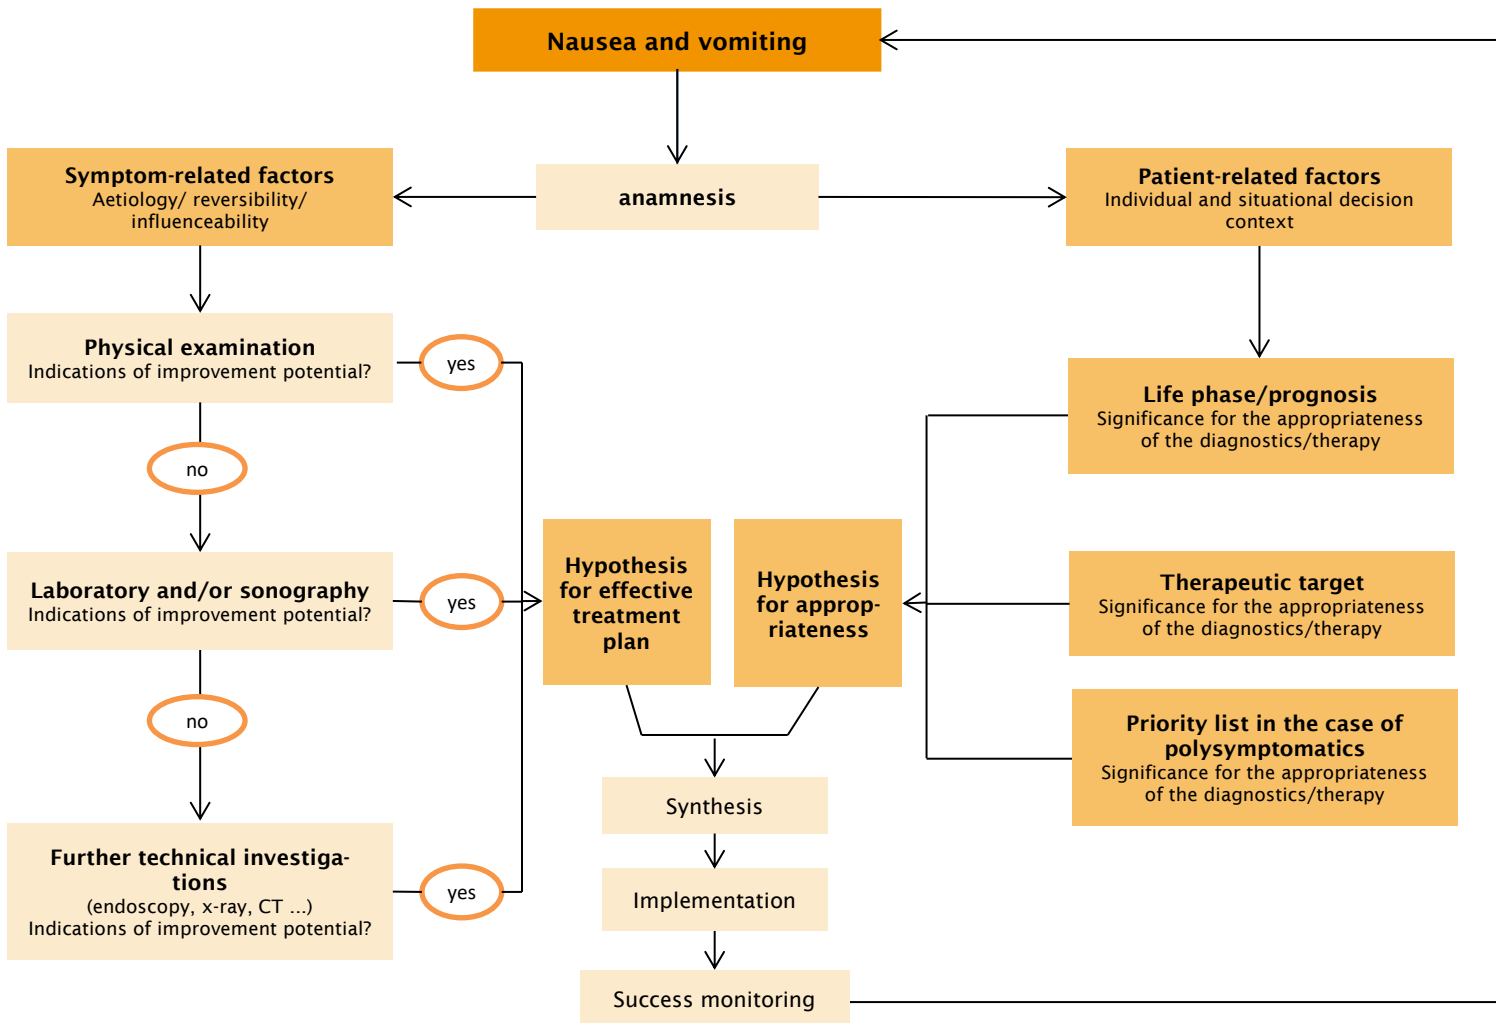 Nausea and vomiting
Symptom-related factors
Aetiology/ reversibility/
influenceability
anamnesis
Patient-related factors
Individual and situational decision
context
Physical examination
Indications of improvement potential?
yes
no
Life phase/prognosis
Significance for the appropriateness
of the diagnostics/therapy
Laboratory and/or sonography
Indications of improvement potential?
yes
no
Hypothesis
for effective
treatment
plan
Hypothesis
for approp-
riateness
Therapeutic target
Significance for the appropriateness
of the diagnostics/therapy
Priority list in the case of
polysymptomatics
Significance for the appropriateness
of the diagnostics/therapy
Further technical investiga-
tions
(endoscopy, x-ray, CT ...)
Indications of improvement potential?
yes
Synthesis
Implementation
Success monitoring